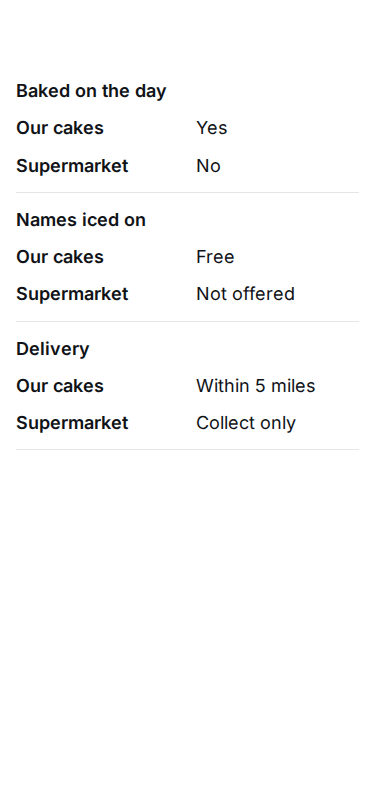 Baked on the day
Our cakes Yes
Supermarket No
Names iced on
Our cakes Free
Supermarket Not offered
Delivery
Our cakes Within 5 miles
Supermarket Collect only